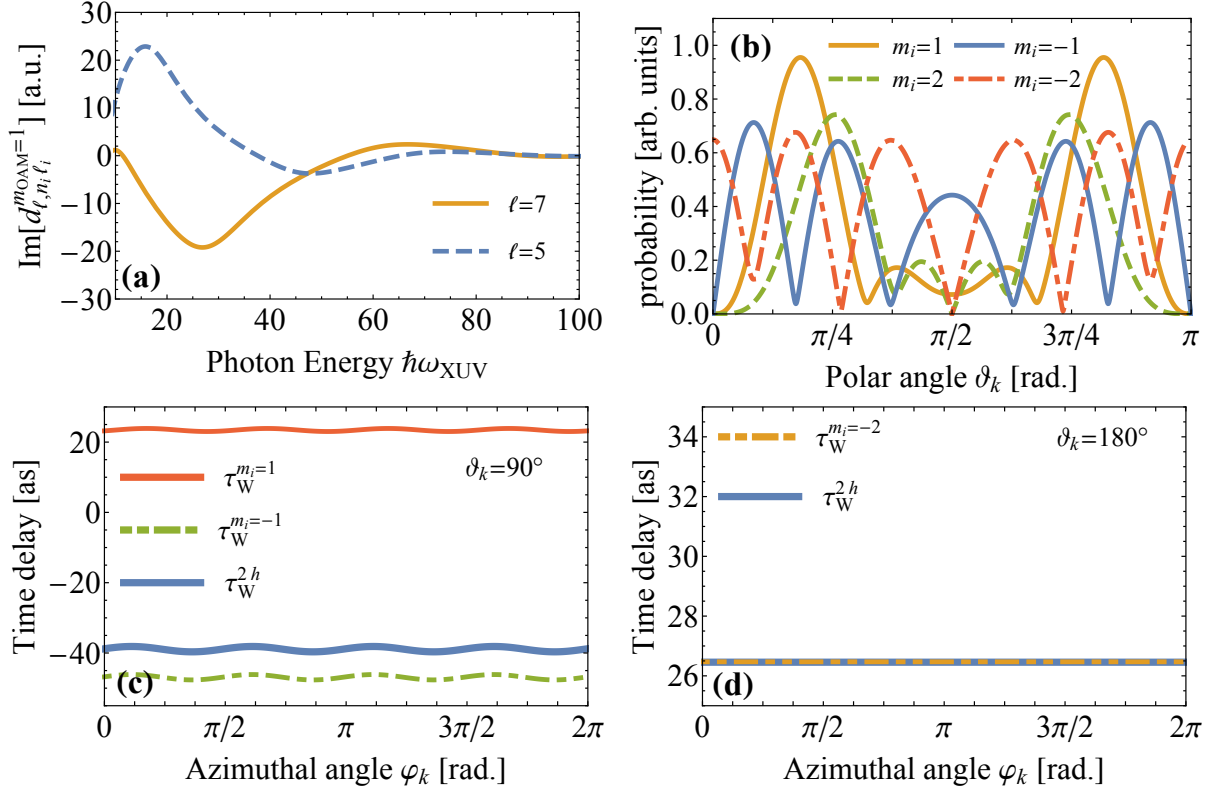 30
20
10
0
−10
−20
−30
Im[d^{m_OAM=1}_{ℓ,n_i ℓ_i}] [a.u.]
ℓ=7
ℓ=5
(a)
20 40 60 80 100
Photon Energy ℏω_XUV
(b)
m_i=1 m_i=−1
m_i=2 m_i=−2
1.0
0.8
0.6
0.4
0.2
0.0
probability [arb. units]
0 π/4 π/2 3π/4 π
Polar angle ϑ_k [rad.]
20
0
−20
−40
Time delay [as]
ϑ_k=90°
τ_W^{m_i=1}
τ_W^{m_i=−1}
τ_W^{2 h}
(c)
0 π/2 π 3π/2 2π
Azimuthal angle φ_k [rad.]
34
32
30
28
26
Time delay [as]
τ_W^{m_i=−2}
ϑ_k=180°
τ_W^{2 h}
(d)
0 π/2 π 3π/2 2π
Azimuthal angle φ_k [rad.]